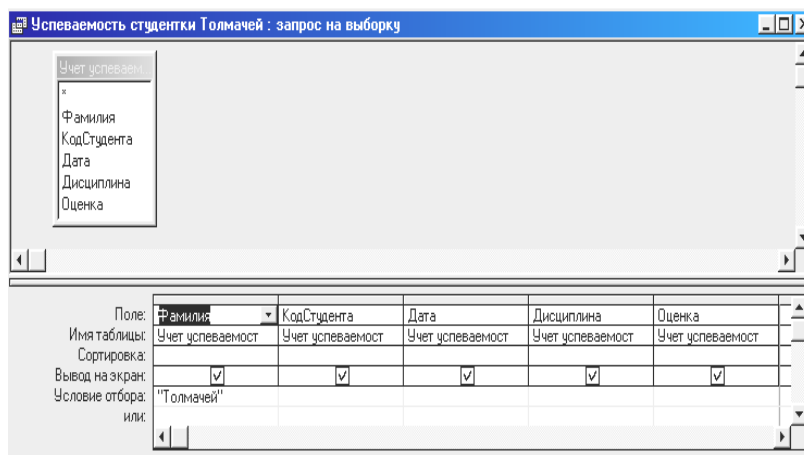 Успеваемость студентки Толмачей : запрос на выборку
Учет успеваем...
*
Фамилия
КодСтудента
Дата
Дисциплина
Оценка
Поле: Фамилия КодСтудента Дата Дисциплина Оценка
Имя таблицы: Учет успеваемост Учет успеваемост Учет успеваемост Учет успеваемост Учет успеваемост
Сортировка:
Вывод на экран:
Условие отбора: "Толмачей"
или: